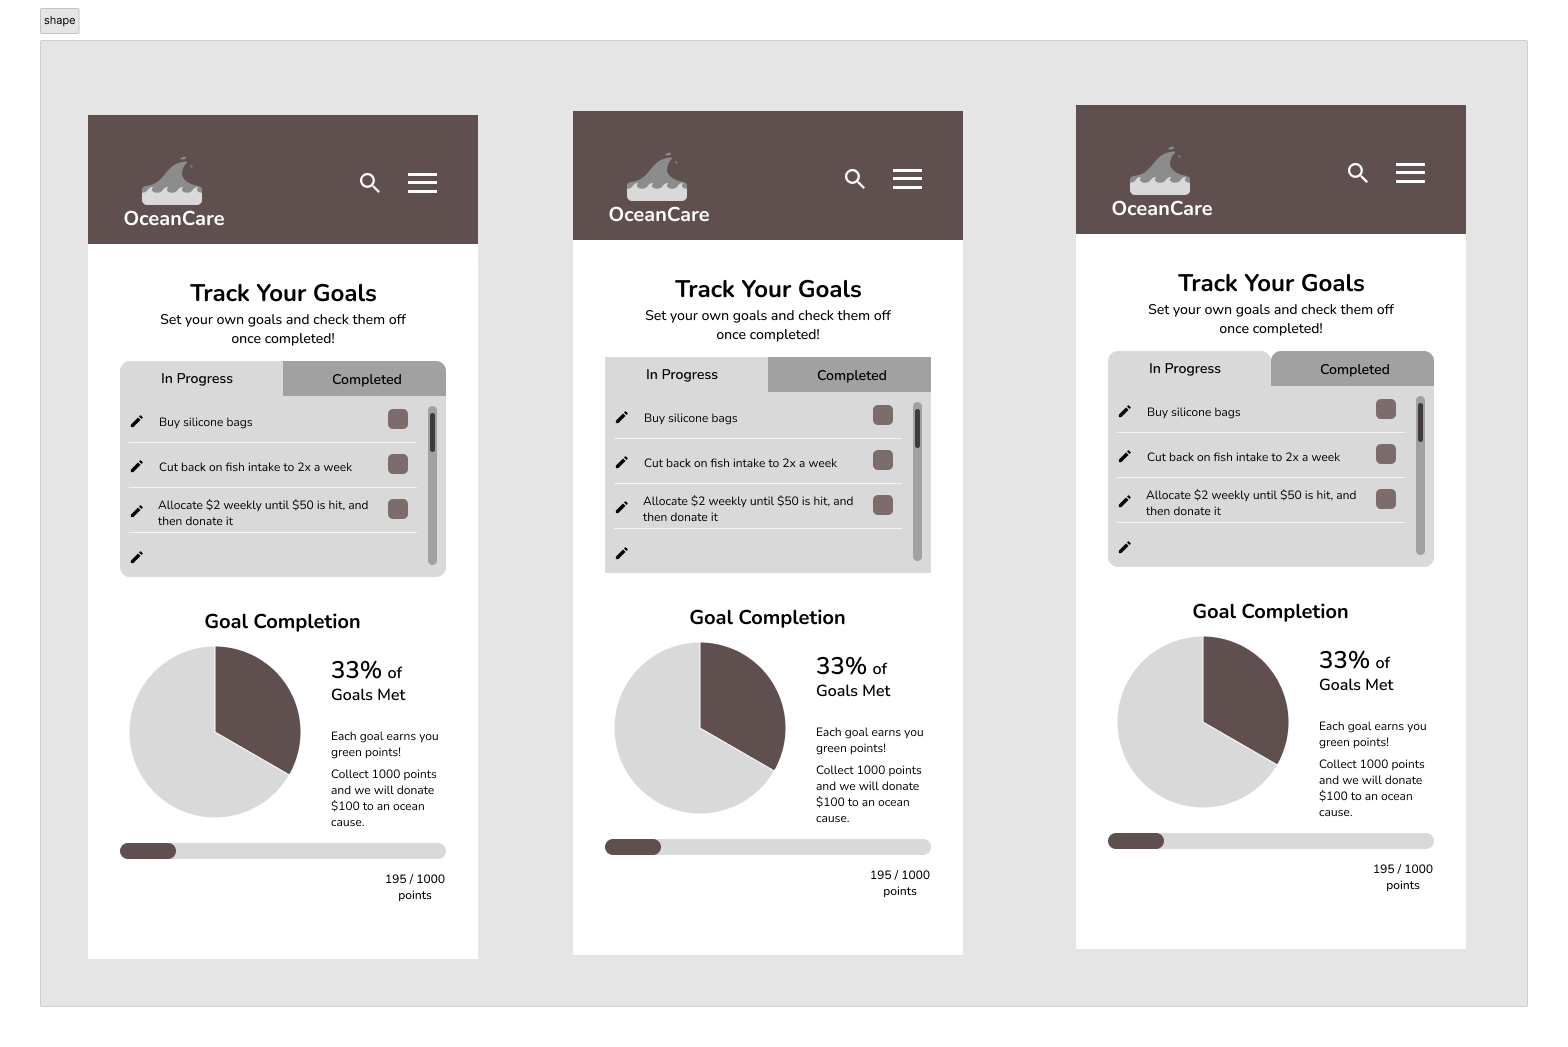 shape
OceanCare
Track Your Goals
Set your own goals and check them off
once completed!
In Progress
Completed
Buy silicone bags
Cut back on fish intake to 2x a week
Allocate $2 weekly until $50 is hit, and
then donate it
Goal Completion
33% of
Goals Met
Each goal earns you
green points!
Collect 1000 points
and we will donate
$100 to an ocean
cause.
195 / 1000
points
OceanCare
Track Your Goals
Set your own goals and check them off
once completed!
In Progress
Completed
Buy silicone bags
Cut back on fish intake to 2x a week
Allocate $2 weekly until $50 is hit, and
then donate it
Goal Completion
33% of
Goals Met
Each goal earns you
green points!
Collect 1000 points
and we will donate
$100 to an ocean
cause.
195 / 1000
points
OceanCare
Track Your Goals
Set your own goals and check them off
once completed!
In Progress
Completed
Buy silicone bags
Cut back on fish intake to 2x a week
Allocate $2 weekly until $50 is hit, and
then donate it
Goal Completion
33% of
Goals Met
Each goal earns you
green points!
Collect 1000 points
and we will donate
$100 to an ocean
cause.
195 / 1000
points